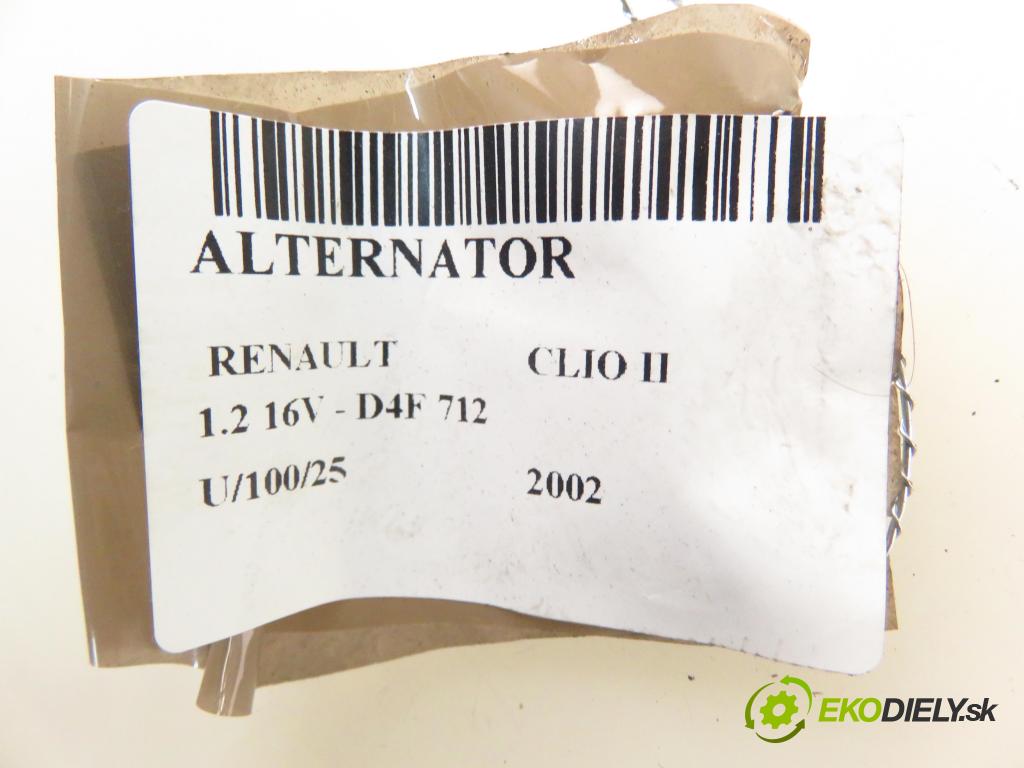 ALTERNATOR
RENAULT CLIO II
1.2 16V - D4F 712
U/100/25 2002
EKODIELY.sk